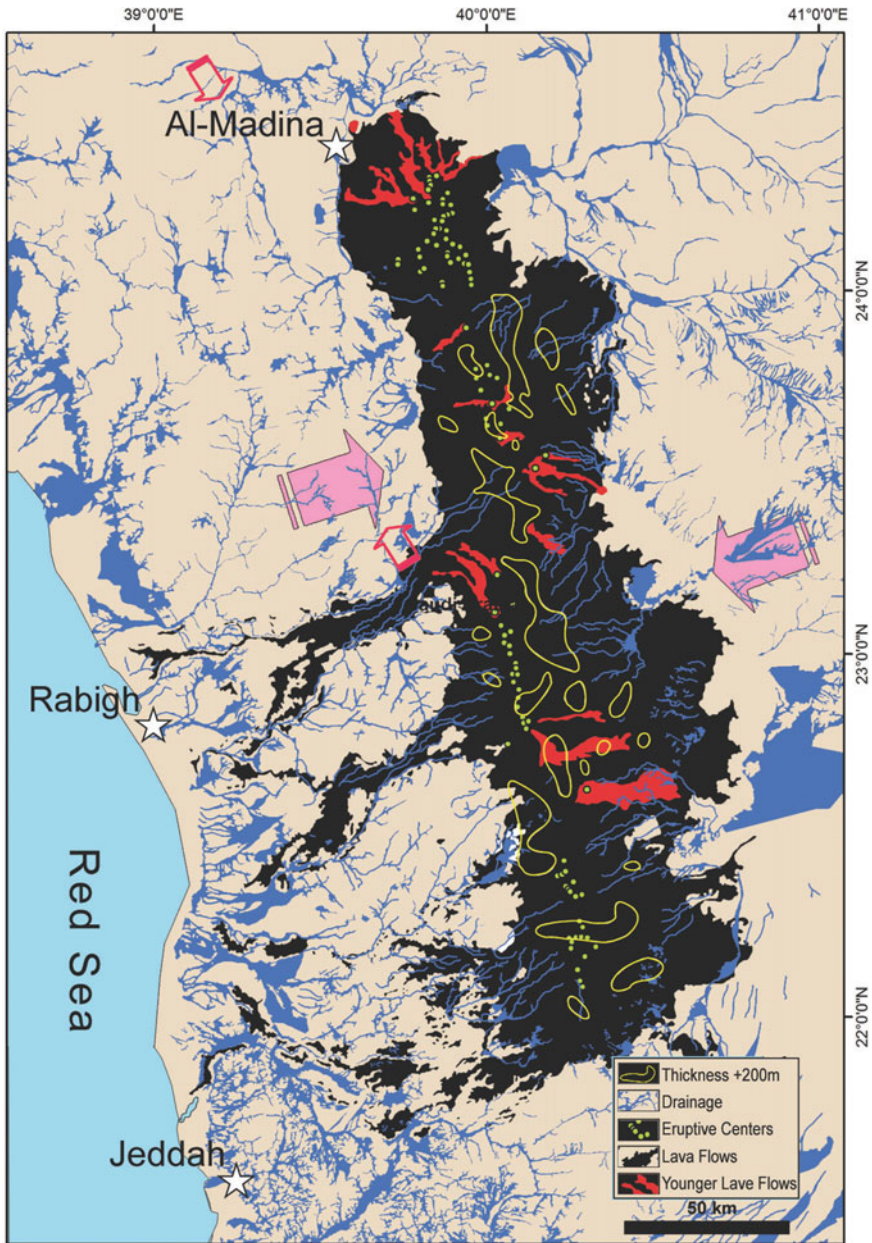 39°0'0"E
40°0'0"E
41°0'0"E
Al-Madina
24°0'0"N
23°0'0"N
Rabigh
Red Sea
22°0'0"N
Thickness +200m
Drainage
Eruptive Centers
Lava Flows
Younger Lave Flows
50 km
Jeddah